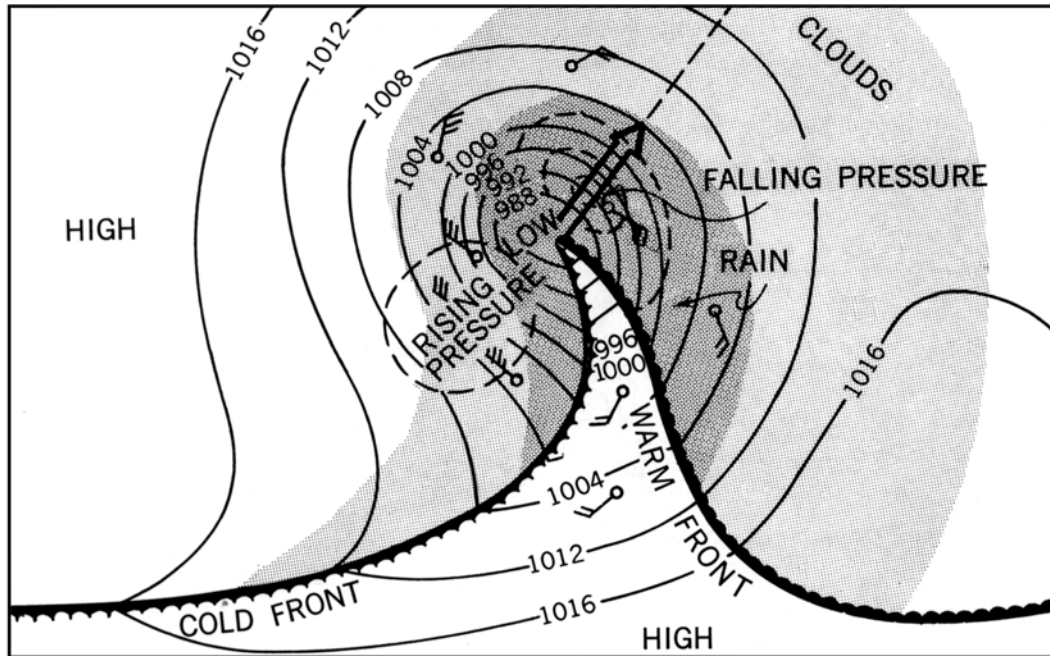 1016
1012
1008
1004
1000
996
992
988
CLOUDS
HIGH
LOW
FALLING PRESSURE
RAIN
RISING
PRESSURE
996
1000
1016
WARM
FRONT
1004
1012
1016
COLD FRONT
HIGH